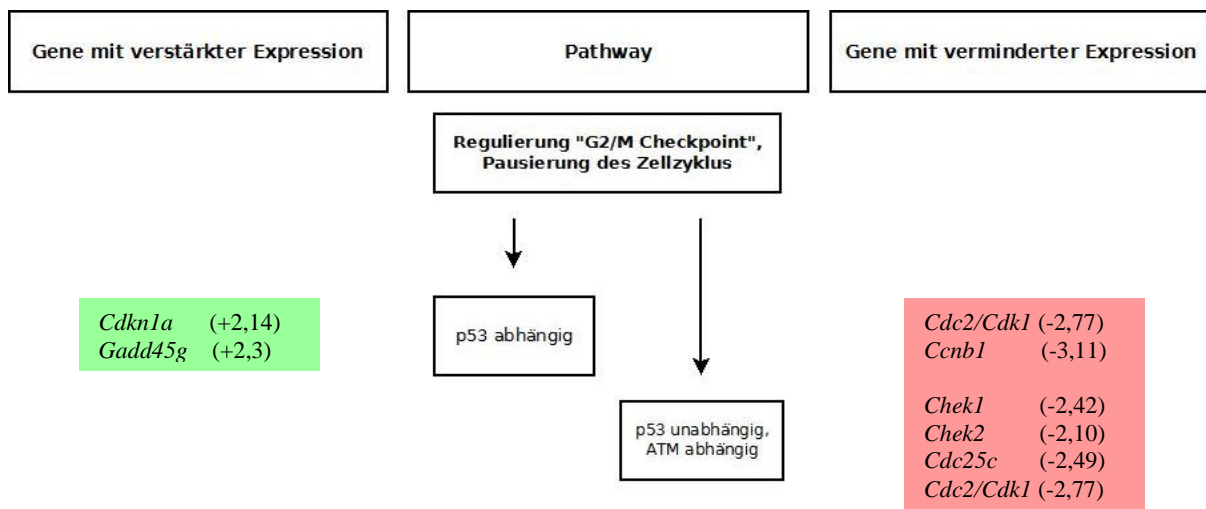 Gene mit verstärkter Expression
Pathway
Gene mit verminderter Expression
Regulierung "G2/M Checkpoint",
Pausierung des Zellzyklus
Cdkn1a (+2,14)
Gadd45g (+2,3)
p53 abhängig
Cdc2/Cdk1 (-2,77)
Ccnb1 (-3,11)
p53 unabhängig,
ATM abhängig
Chek1 (-2,42)
Chek2 (-2,10)
Cdc25c (-2,49)
Cdc2/Cdk1 (-2,77)